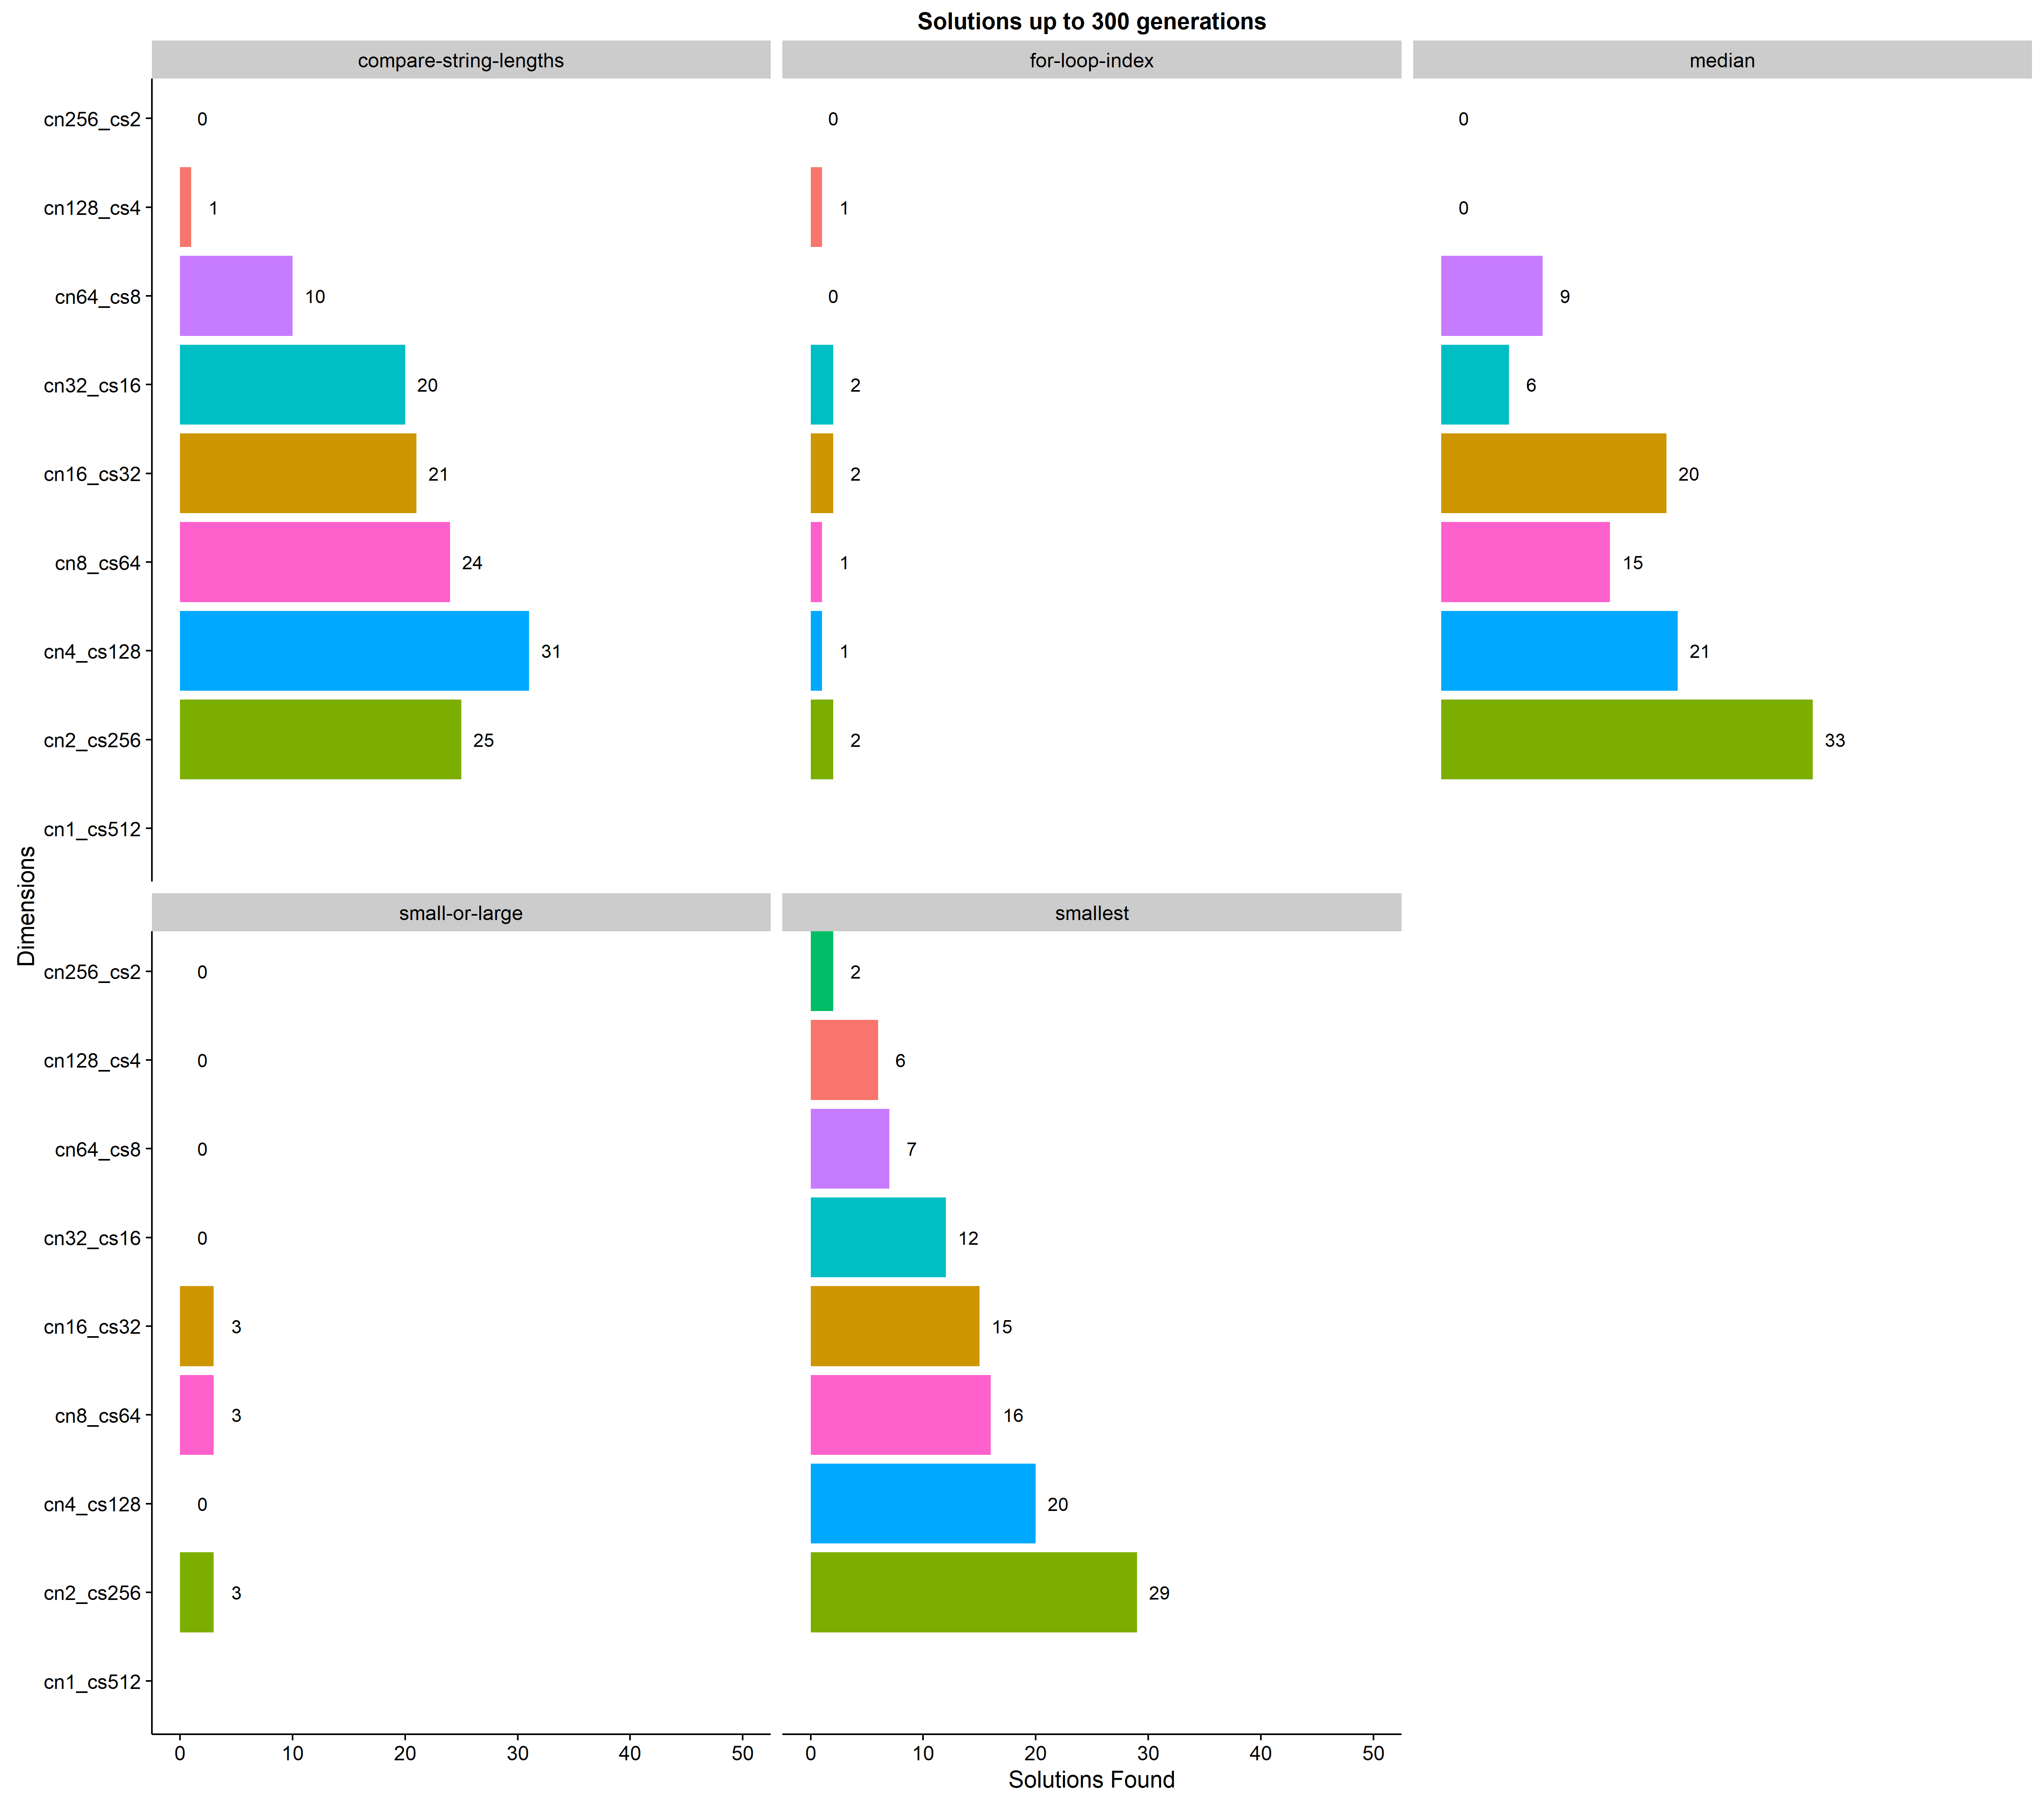 Solutions up to 300 generations
compare-string-lengths for-loop-index median
cn256_cs2 0 0 0
cn128_cs4 1 1 0
cn64_cs8 10 0 9
cn32_cs16 20 2 6
cn16_cs32 21 2 20
cn8_cs64 24 1 15
cn4_cs128 31 1 21
cn2_cs256 25 2 33
cn1_cs512
Dimensions
small-or-large smallest
cn256_cs2 0 2
cn128_cs4 0 6
cn64_cs8 0 7
cn32_cs16 0 12
cn16_cs32 3 15
cn8_cs64 3 16
cn4_cs128 0 20
cn2_cs256 3 29
cn1_cs512
0 10 20 30 40 50 0 10 20 30 40 50
Solutions Found